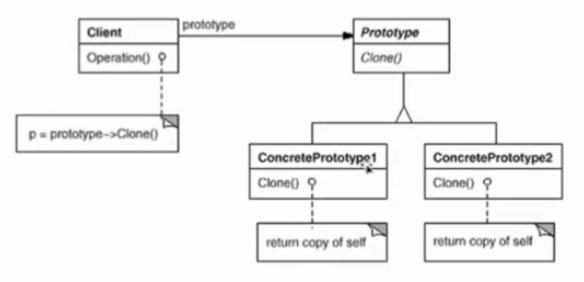 Client
prototype
Prototype
Operation()
Clone()
p = prototype->Clone()
ConcretePrototype1
ConcretePrototype2
Clone()
Clone()
return copy of self
return copy of self